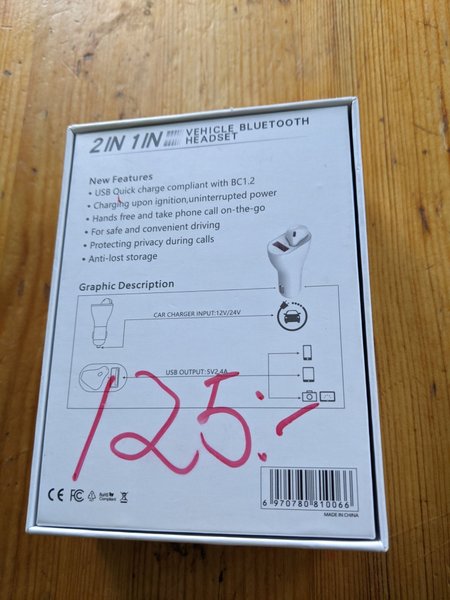 2 IN 1 IN VEHICLE BLUETOOTH
HEADSET
New Features
• USB Quick charge compliant with BC1.2
• Charging upon ignition,uninterrupted power
• Hands free and take phone call on-the-go
• For safe and convenient driving
• Protecting privacy during calls
• Anti-lost storage
Graphic Description
CAR CHARGER INPUT:12V/24V
USB OUTPUT: 5V2.4A
125:-
CE FC RoHS
Compliant
6 970780 810066
MADE IN CHINA